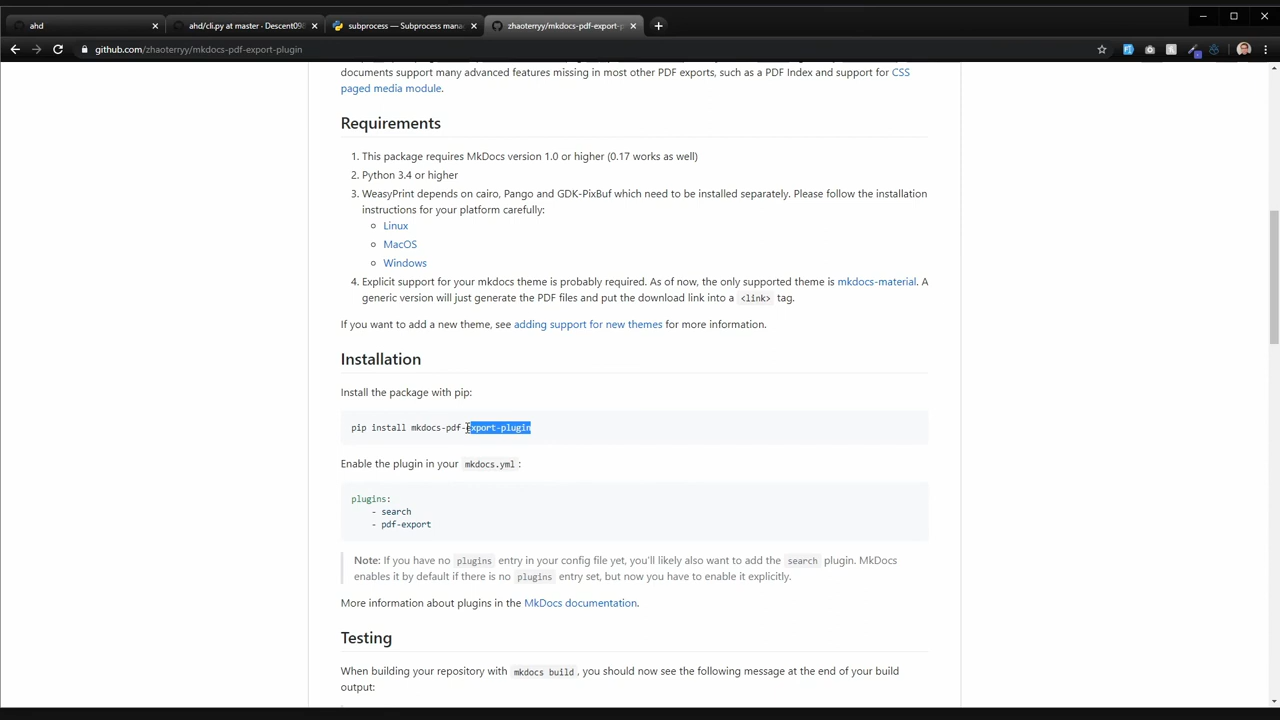 ahd
ahd/cli.py at master · Descent09
subprocess — Subprocess mana
zhaoterryy/mkdocs-pdf-export-p
github.com/zhaoterryy/mkdocs-pdf-export-plugin
documents support many advanced features missing in most other PDF exports, such as a PDF Index and support for CSS
paged media module.
Requirements
1. This package requires MkDocs version 1.0 or higher (0.17 works as well)
2. Python 3.4 or higher
3. WeasyPrint depends on cairo, Pango and GDK-PixBuf which need to be installed separately. Please follow the installation
instructions for your platform carefully:
Linux
MacOS
Windows
4. Explicit support for your mkdocs theme is probably required. As of now, the only supported theme is mkdocs-material. A
generic version will just generate the PDF files and put the download link into a <link> tag.
If you want to add a new theme, see adding support for new themes for more information.
Installation
Install the package with pip:
pip install mkdocs-pdf-export-plugin
Enable the plugin in your mkdocs.yml :
plugins:
- search
- pdf-export
Note: If you have no plugins entry in your config file yet, you'll likely also want to add the search plugin. MkDocs
enables it by default if there is no plugins entry set, but now you have to enable it explicitly.
More information about plugins in the MkDocs documentation.
Testing
When building your repository with mkdocs build, you should now see the following message at the end of your build
output: